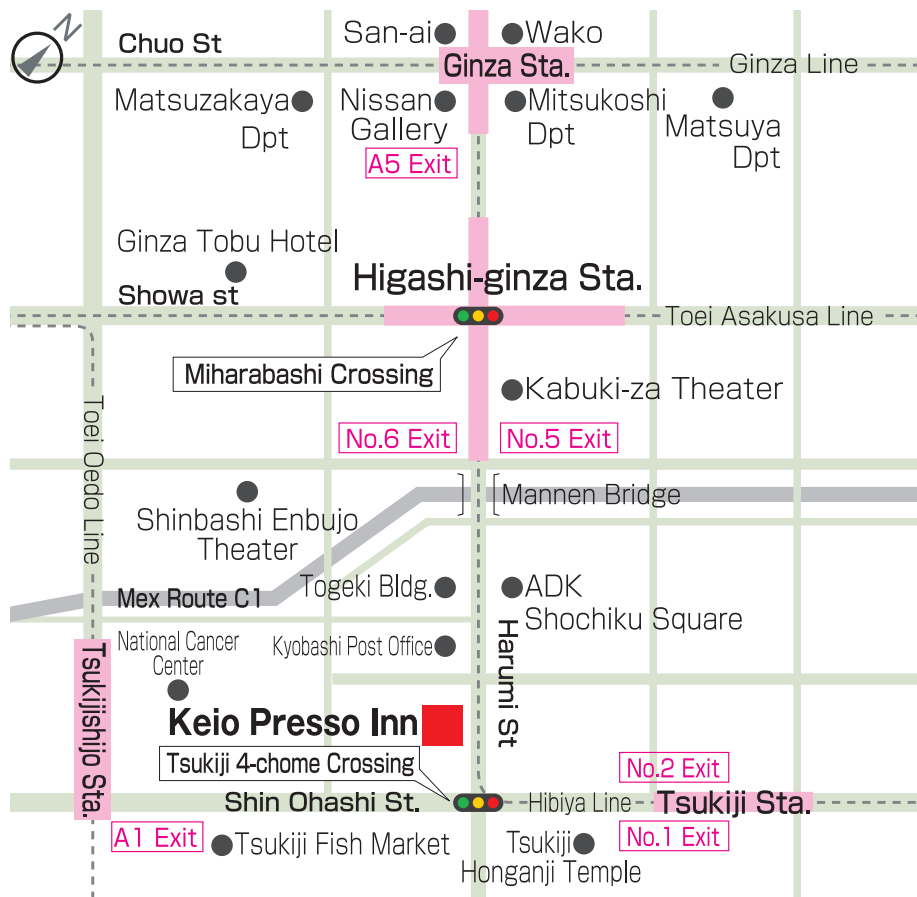 N
San-ai
Wako
Chuo St
Ginza Sta.
Ginza Line
Matsuzakaya
Dpt
Nissan
Gallery
Mitsukoshi
Dpt
Matsuya
Dpt
A5 Exit
Ginza Tobu Hotel
Higashi-ginza Sta.
Showa st
Toei Asakusa Line
Miharabashi Crossing
Kabuki-za Theater
Toei Oedo Line
No.6 Exit
No.5 Exit
Mannen Bridge
Shinbashi Enbujo
Theater
Togeki Bldg.
ADK
Shochiku Square
Mex Route C1
National Cancer
Center
Kyobashi Post Office
Harumi St
Tsukijishijo Sta.
Keio Presso Inn
Tsukiji 4-chome Crossing
No.2 Exit
Shin Ohashi St.
Hibiya Line
Tsukiji Sta.
A1 Exit
Tsukiji Fish Market
Tsukiji
Honganji Temple
No.1 Exit